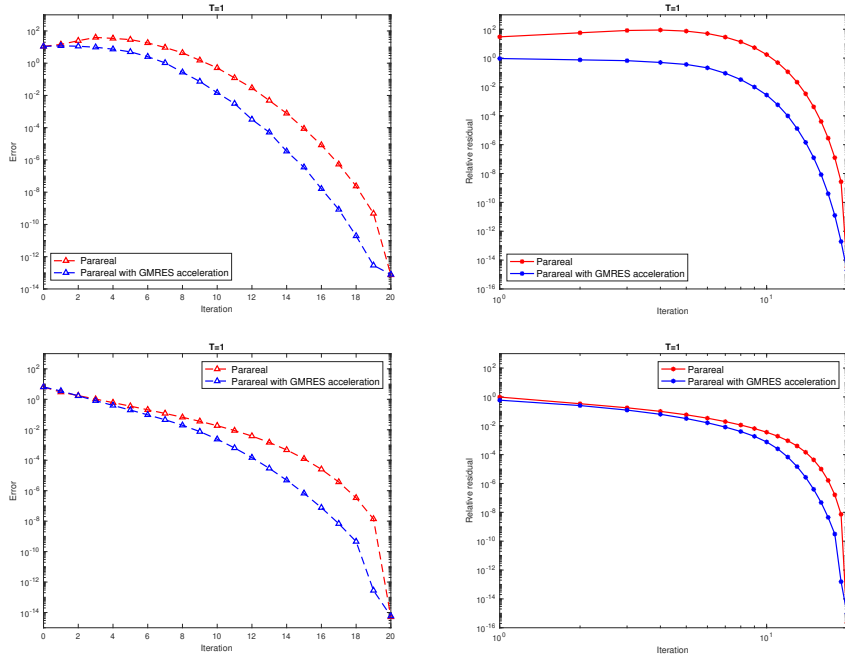 T=1
10^2
10^0
10^-2
10^-4
10^-6
10^-8
10^-10
10^-12
10^-14
Error
Parareal
Parareal with GMRES acceleration
0 2 4 6 8 10 12 14 16 18 20
Iteration
T=1
10^2
10^0
10^-2
10^-4
10^-6
10^-8
10^-10
10^-12
10^-14
10^-16
Relative residual
Parareal
Parareal with GMRES acceleration
10^0 10^1
Iteration
T=1
10^2
10^0
10^-2
10^-4
10^-6
10^-8
10^-10
10^-12
10^-14
Error
Parareal
Parareal with GMRES acceleration
0 2 4 6 8 10 12 14 16 18 20
Iteration
T=1
10^2
10^0
10^-2
10^-4
10^-6
10^-8
10^-10
10^-12
10^-14
10^-16
Relative residual
Parareal
Parareal with GMRES acceleration
10^0 10^1
Iteration